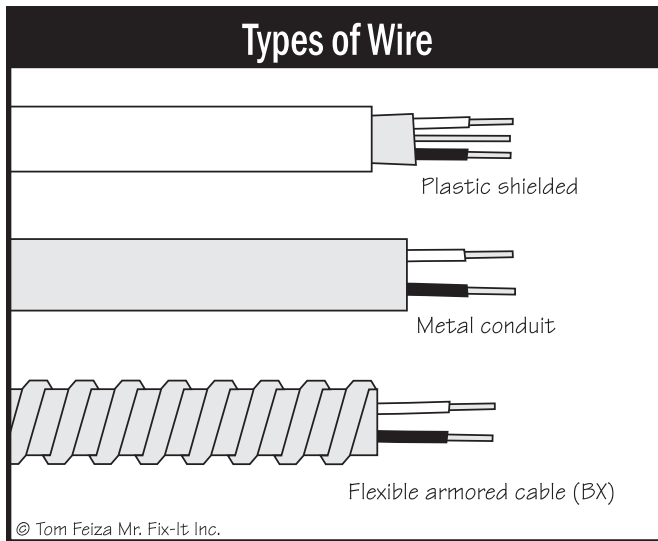 Types of Wire
Plastic shielded
Metal conduit
Flexible armored cable (BX)
© Tom Feiza Mr. Fix-It Inc.